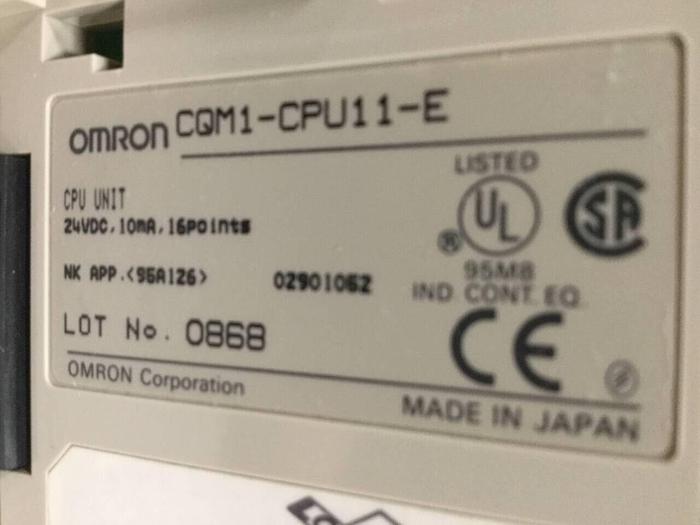 OMRON CQM1-CPU11-E
CPU UNIT
24VDC, 10mA, 16Points
NK APP.<96A126> 02901062
LOT No. 0868
OMRON Corporation
LISTED
UL
®
95M8
IND. CONT. EQ.
SA
CE
MADE IN JAPAN